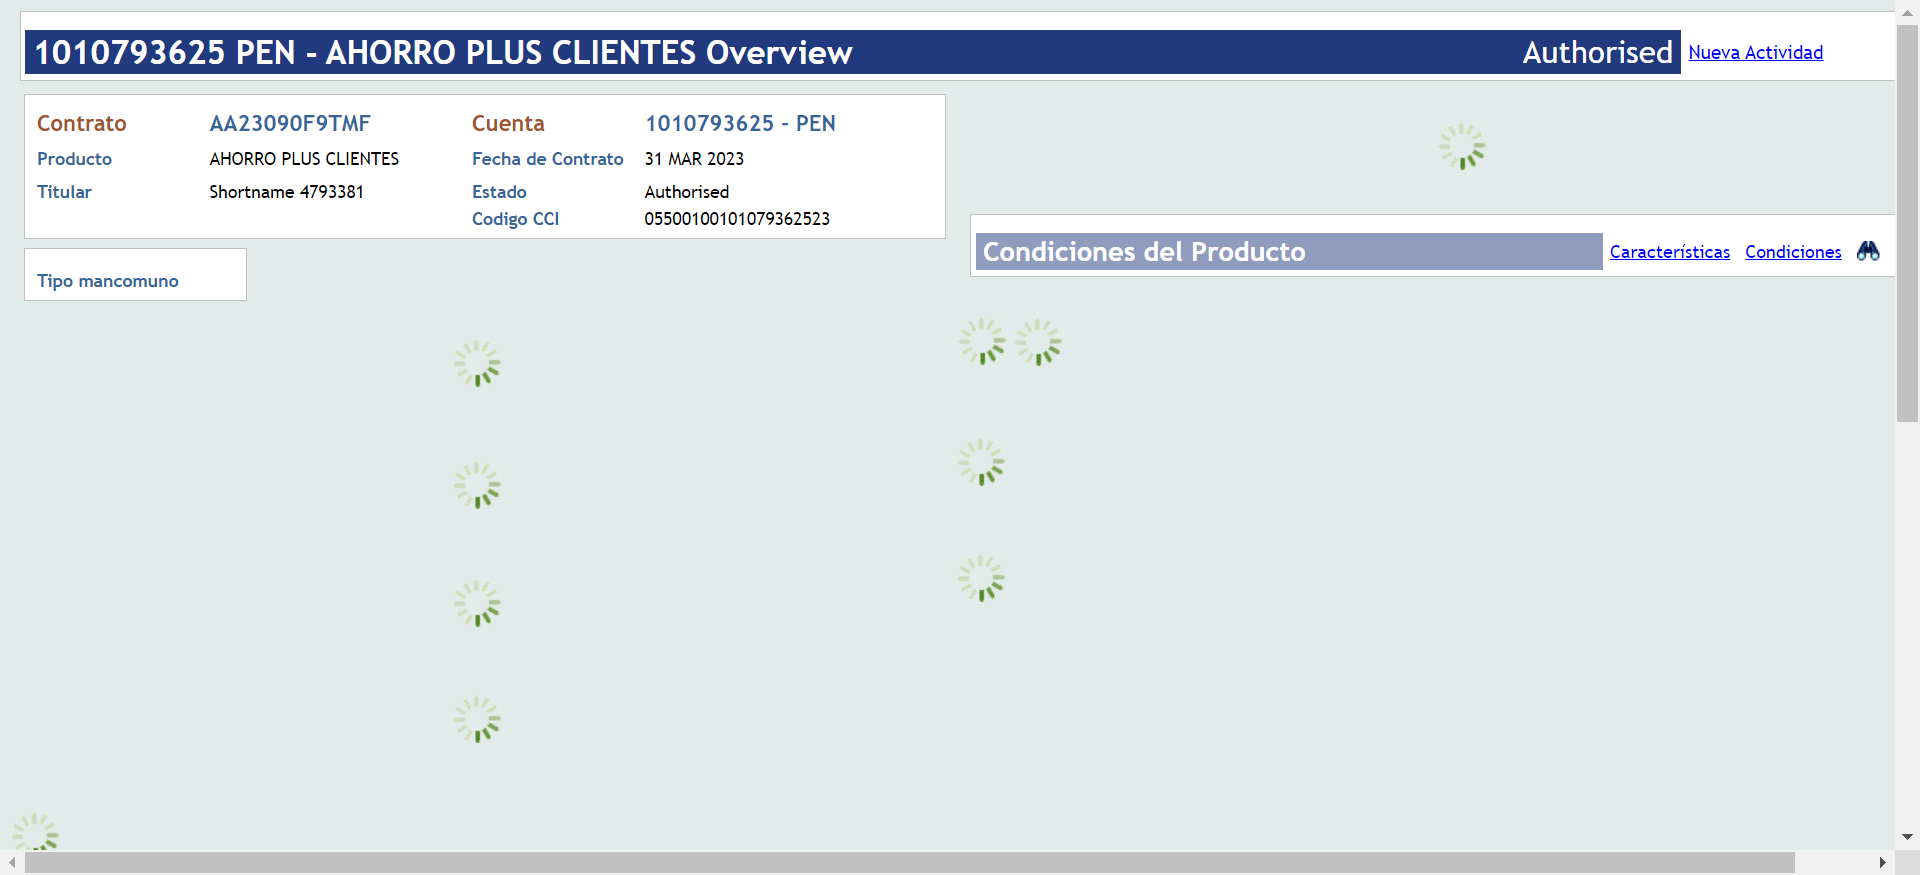 1010793625 PEN - AHORRO PLUS CLIENTES Overview Authorised Nueva Actividad
Contrato AA23090F9TMF Cuenta 1010793625 - PEN
Producto AHORRO PLUS CLIENTES Fecha de Contrato 31 MAR 2023
Titular Shortname 4793381 Estado Authorised
Codigo CCI 05500100101079362523
Tipo mancomuno
Condiciones del Producto Características Condiciones